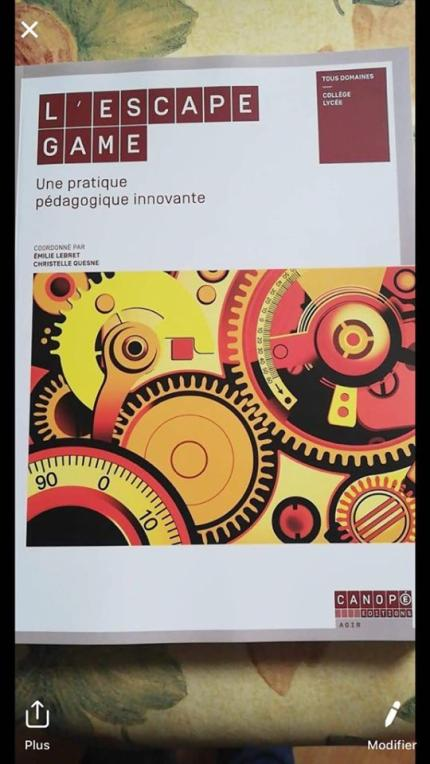 L'ESCAPE
GAME
TOUS DOMAINES
COLLÈGE
LYCÉE
Une pratique
pédagogique innovante
COORDONNÉ PAR
ÉMILIE LEBRET
CHRISTELLE QUESNE
90 0 10
CANOPÉ
ÉDITIONS
AGIR
Plus
Modifier